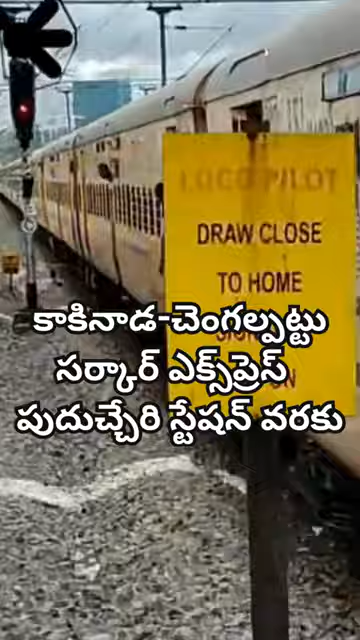 LOCO PILOT
DRAW CLOSE
TO HOME
కాకినాడ-చెంగల్పట్టు
సర్కార్ ఎక్స్‌ప్రెస్
పుదుచ్చేరి స్టేషన్ వరకు